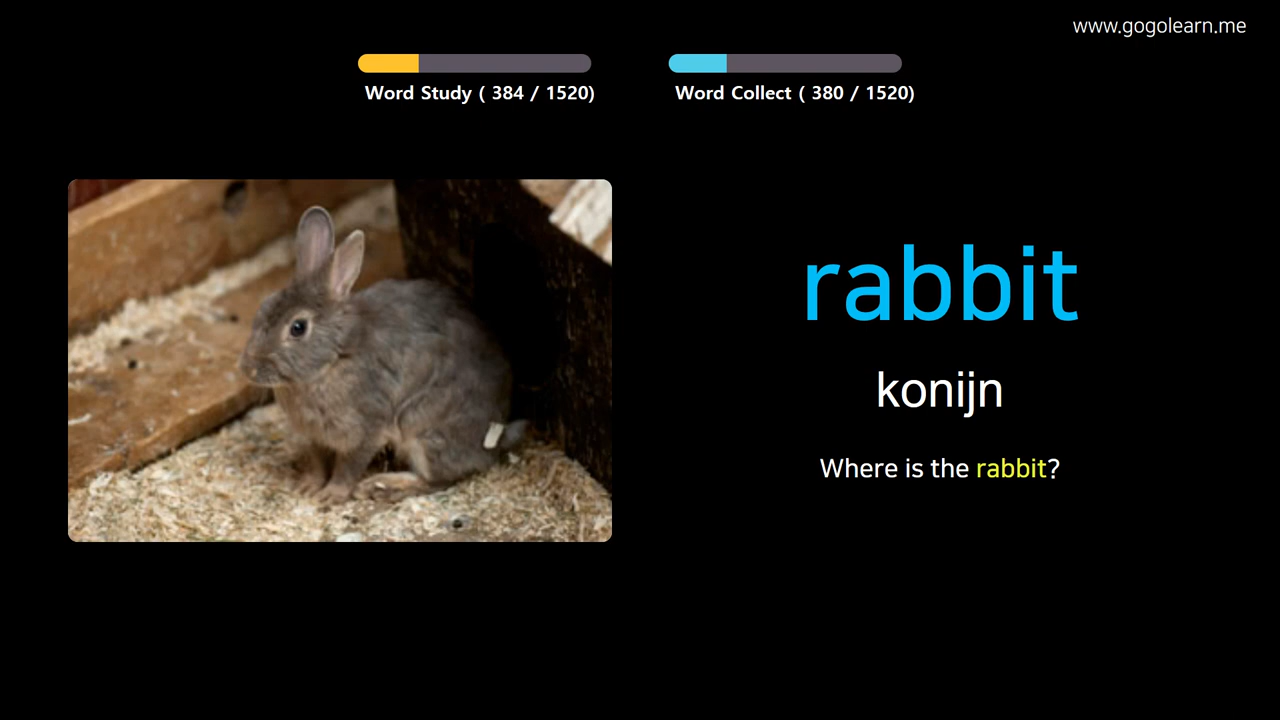 www.gogolearn.me
Word Study ( 384 / 1520)
Word Collect ( 380 / 1520)
rabbit
konijn
Where is the rabbit?